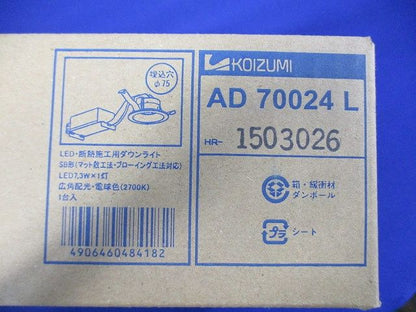 埋込穴
φ75
LED・断熱施工用ダウンライト
SB形(マット敷工法・ブローイング工法対応)
LED7.3W×1灯
広角配光・電球色(2700K)
1台入
4906460484182
KOIZUMI
AD 70024 L
HR- 1503026
箱・緩衝材
ダンボール
プラ
シート